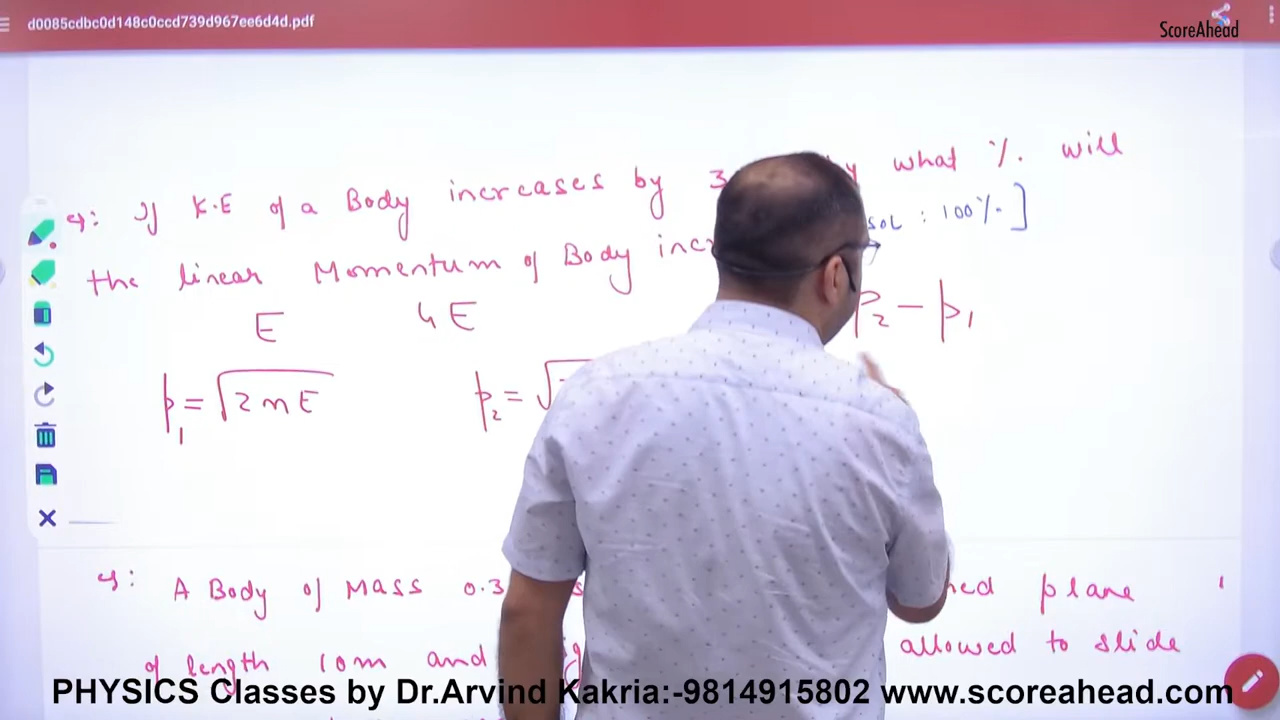 d0085cdbc0d148c0ccd739d967ee6d4d.pdf
ScoreAhead
If K.E of a Body increases by 3 what %. will
the linear Momentum of Body incr SOL : 100%.]
E 4E
p₁ = √2mE p₂ = √ p₂ − p₁
A Body of Mass 0.3 plane
of length 10m and allowed to slide
PHYSICS Classes by Dr.Arvind Kakria:-9814915802 www.scoreahead.com